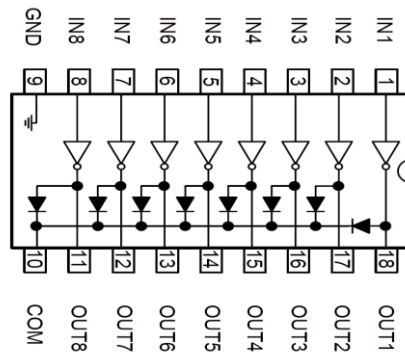 GND IN8 IN7 IN6 IN5 IN4 IN3 IN2 IN1
9 8 7 6 5 4 3 2 1
10 11 12 13 14 15 16 17 18
COM OUT8 OUT7 OUT6 OUT5 OUT4 OUT3 OUT2 OUT1